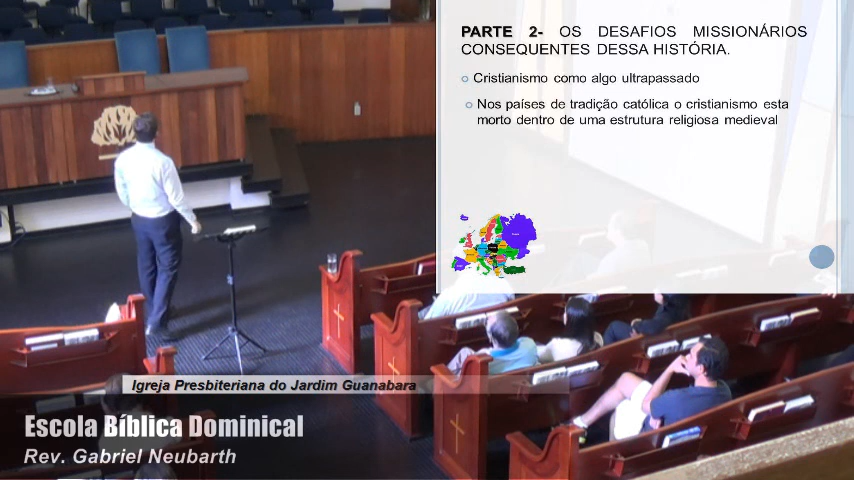 PARTE 2- OS DESAFIOS MISSIONÁRIOS
CONSEQUENTES DESSA HISTÓRIA.
Cristianismo como algo ultrapassado
Nos países de tradição católica o cristianismo esta
morto dentro de uma estrutura religiosa medieval
Igreja Presbiteriana do Jardim Guanabara
Escola Bíblica Dominical
Rev. Gabriel Neubarth